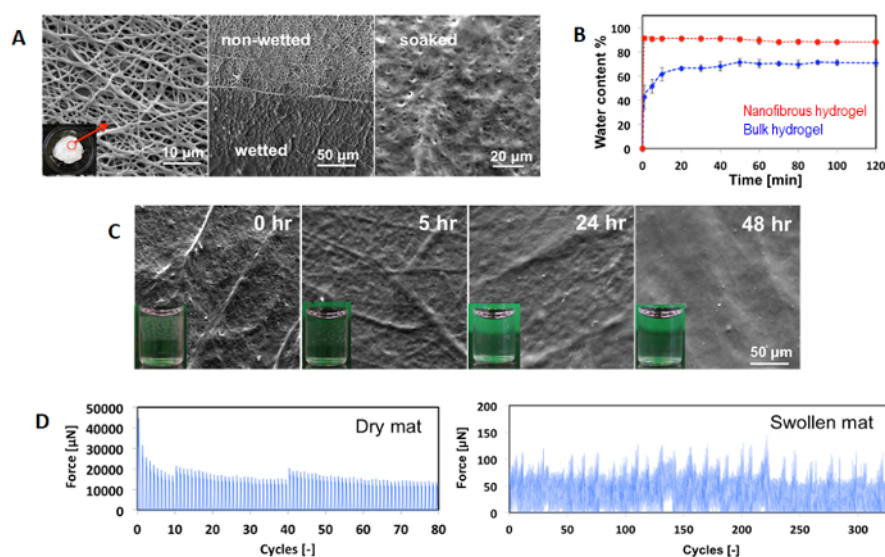 A
non-wetted
wetted
soaked
10 µm
50 µm
20 µm
B
Water content %
100
80
60
40
20
0
Nanofibrous hydrogel
Bulk hydrogel
0 20 40 60 80 100 120
Time [min]
C
0 hr
5 hr
24 hr
48 hr
50 µm
D
Force [µN]
50000
40000
30000
20000
10000
0
Dry mat
0 10 20 30 40 50 60 70 80
Cycles [-]
Force [µN]
200
150
100
50
0
Swollen mat
0 50 100 150 200 250 300
Cycles [-]